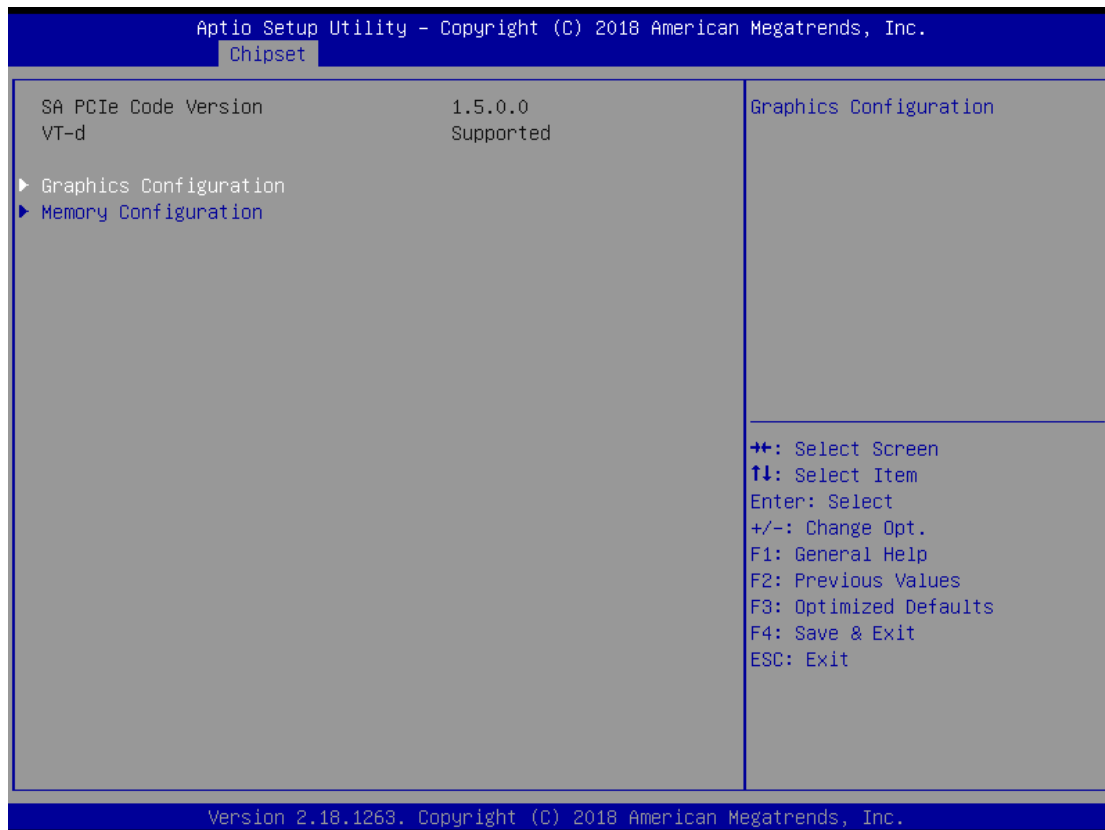 Aptio Setup Utility – Copyright (C) 2018 American Megatrends, Inc.
Chipset
SA PCIe Code Version 1.5.0.0
VT-d Supported
▶ Graphics Configuration
▶ Memory Configuration
Graphics Configuration
→←: Select Screen
↑↓: Select Item
Enter: Select
+/-: Change Opt.
F1: General Help
F2: Previous Values
F3: Optimized Defaults
F4: Save & Exit
ESC: Exit
Version 2.18.1263. Copyright (C) 2018 American Megatrends, Inc.